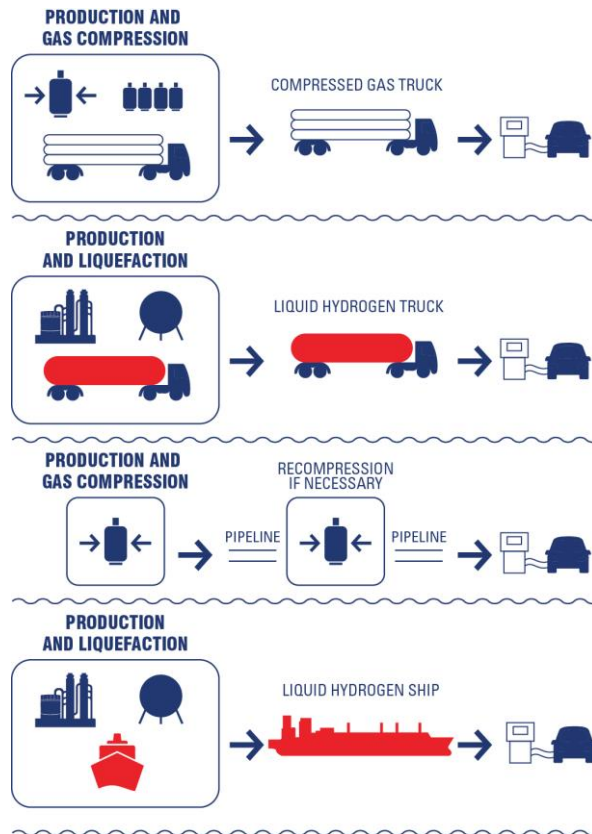 PRODUCTION AND
GAS COMPRESSION
COMPRESSED GAS TRUCK
PRODUCTION
AND LIQUEFACTION
LIQUID HYDROGEN TRUCK
PRODUCTION AND
GAS COMPRESSION
RECOMPRESSION
IF NECESSARY
PIPELINE
PIPELINE
PRODUCTION
AND LIQUEFACTION
LIQUID HYDROGEN SHIP